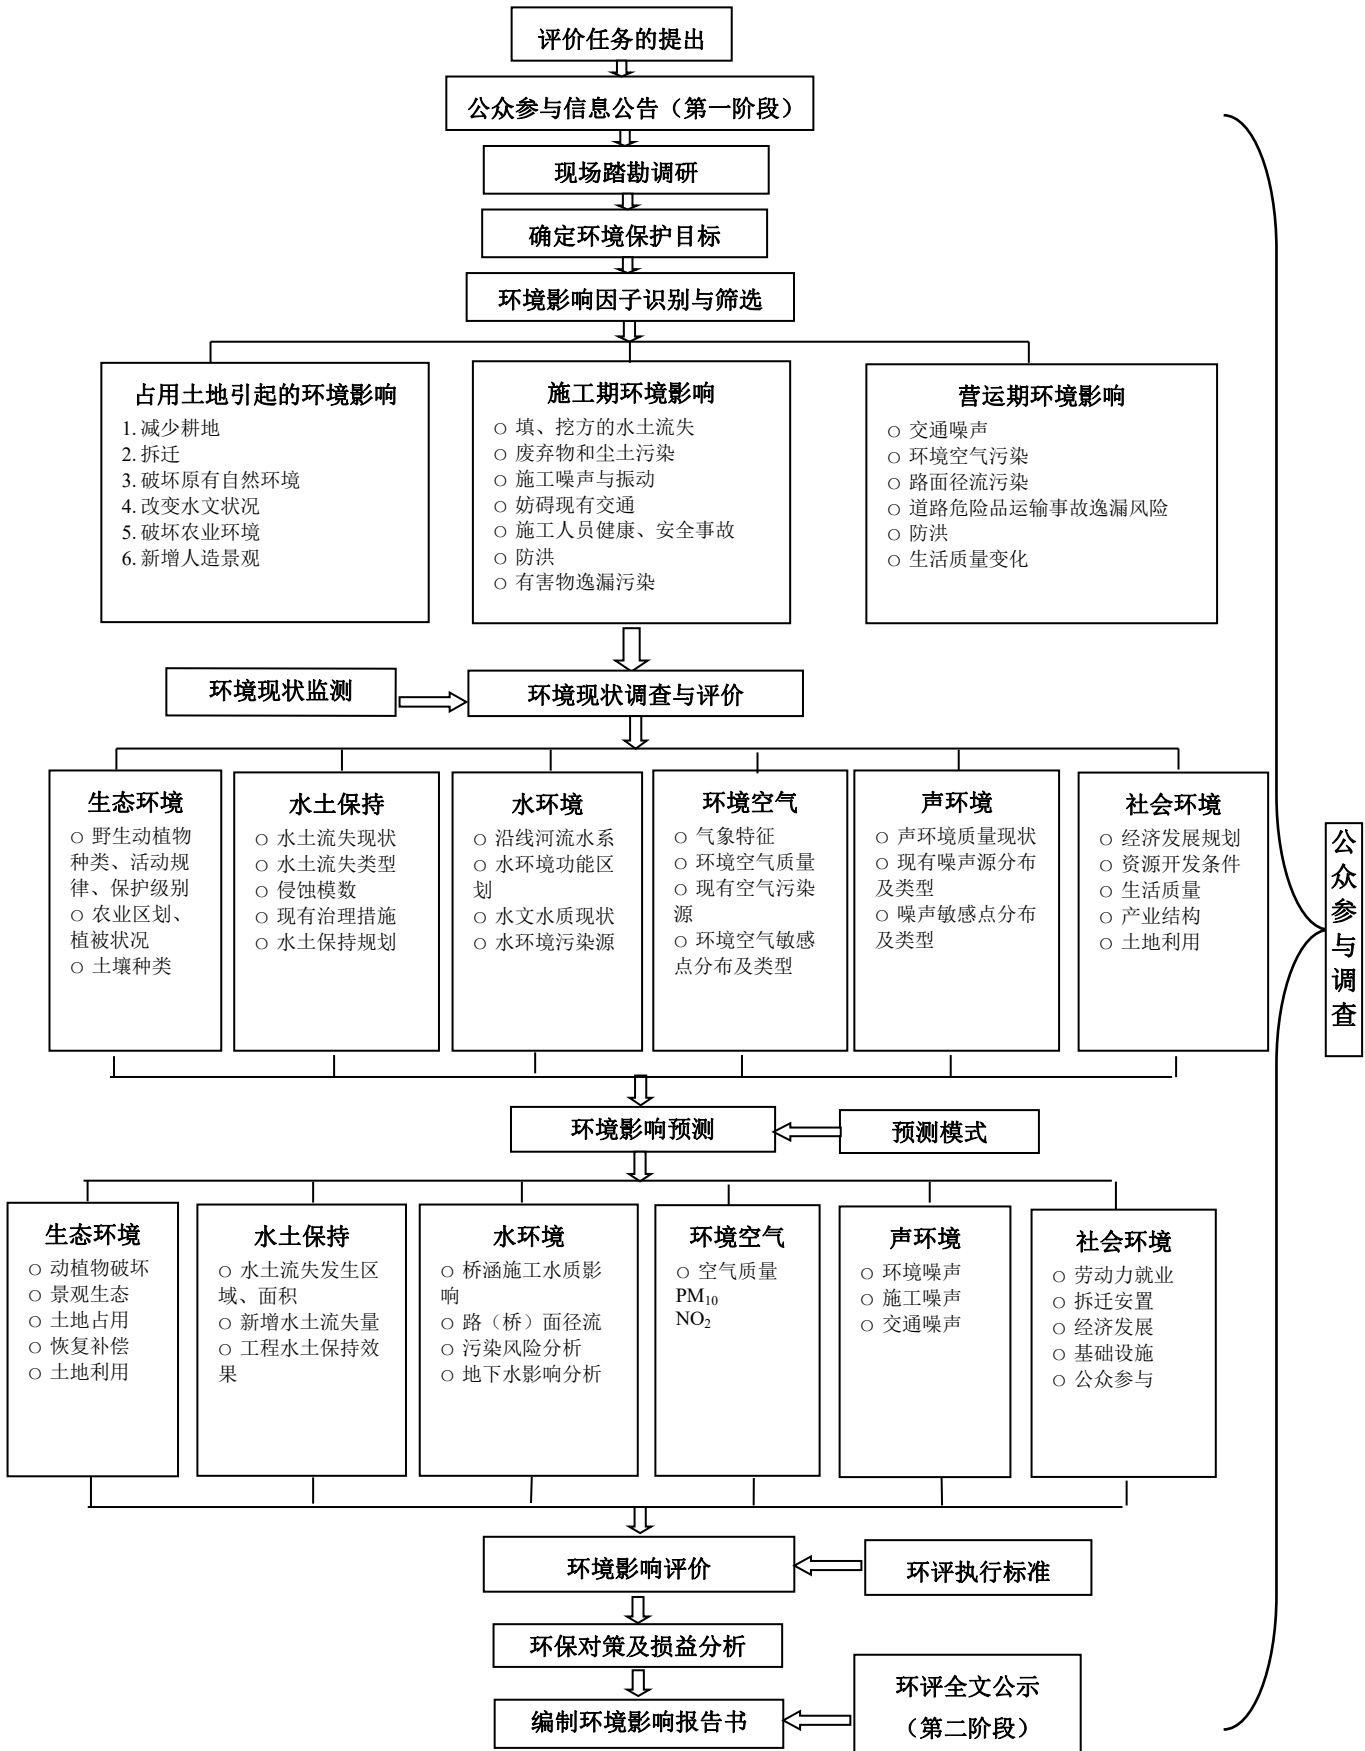 评价任务的提出
公众参与信息公告（第一阶段）
现场踏勘调研
确定环境保护目标
环境影响因子识别与筛选
占用土地引起的环境影响
1. 减少耕地
2. 拆迁
3. 破坏原有自然环境
4. 改变水文状况
5. 破坏农业环境
6. 新增人造景观
施工期环境影响
○ 填、挖方的水土流失
○ 废弃物和尘土污染
○ 施工噪声与振动
○ 妨碍现有交通
○ 施工人员健康、安全事故
○ 防洪
○ 有害物逸漏污染
营运期环境影响
○ 交通噪声
○ 环境空气污染
○ 路面径流污染
○ 道路危险品运输事故逸漏风险
○ 防洪
○ 生活质量变化
环境现状监测
环境现状调查与评价
生态环境
○ 野生动植物
种类、活动规
律、保护级别
○ 农业区划、
植被状况
○ 土壤种类
水土保持
○ 水土流失现状
○ 水土流失类型
○ 侵蚀模数
○ 现有治理措施
○ 水土保持规划
水环境
○ 沿线河流水系
○ 水环境功能区
划
○ 水文水质现状
○ 水环境污染源
环境空气
○ 气象特征
○ 环境空气质量
○ 现有空气污染
源
○ 环境空气敏感
点分布及类型
声环境
○ 声环境质量现状
○ 现有噪声源分布
及类型
○ 噪声敏感点分布
及类型
社会环境
○ 经济发展规划
○ 资源开发条件
○ 生活质量
○ 产业结构
○ 土地利用
公众参与调查
环境影响预测
预测模式
生态环境
○ 动植物破坏
○ 景观生态
○ 土地占用
○ 恢复补偿
○ 土地利用
水土保持
○ 水土流失发生区
域、面积
○ 新增水土流失量
○ 工程水土保持效
果
水环境
○ 桥涵施工水质影
响
○ 路（桥）面径流
○ 污染风险分析
○ 地下水影响分析
环境空气
○ 空气质量
PM₁₀
NO₂
声环境
○ 环境噪声
○ 施工噪声
○ 交通噪声
社会环境
○ 劳动力就业
○ 拆迁安置
○ 经济发展
○ 基础设施
○ 公众参与
环境影响评价
环评执行标准
环保对策及损益分析
编制环境影响报告书
环评全文公示
（第二阶段）